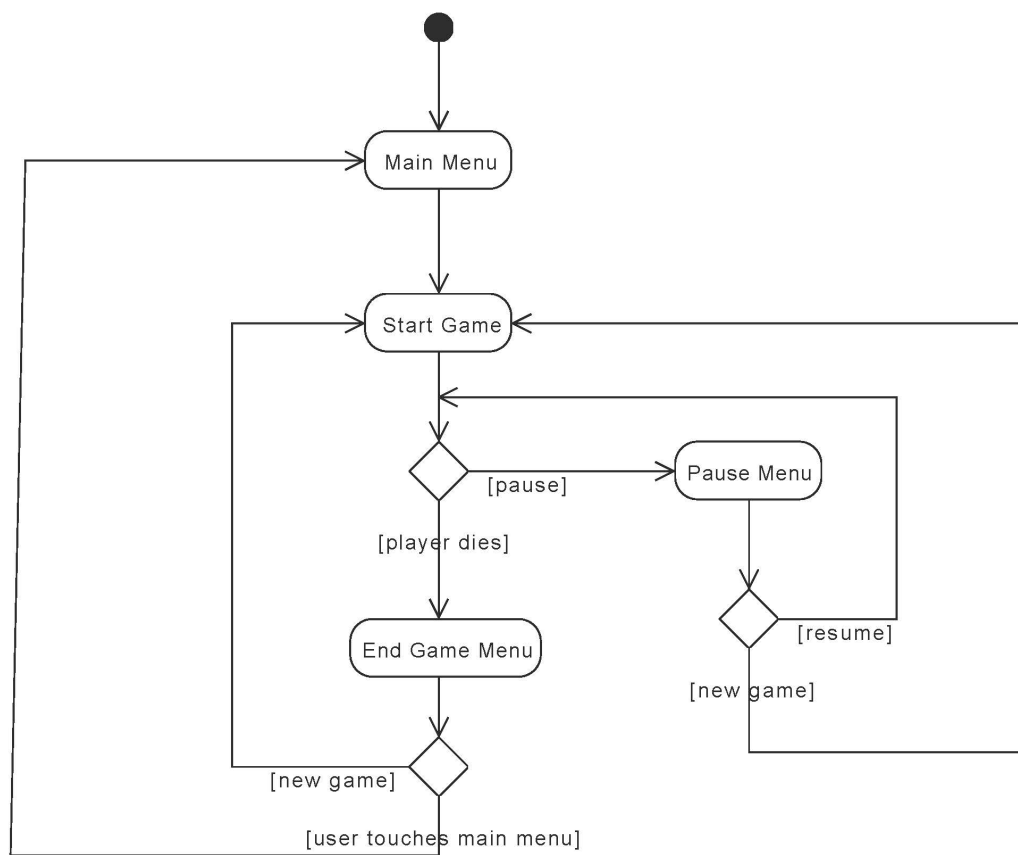 Main Menu
Start Game
[pause]
Pause Menu
[player dies]
[resume]
End Game Menu
[new game]
[new game]
[user touches main menu]